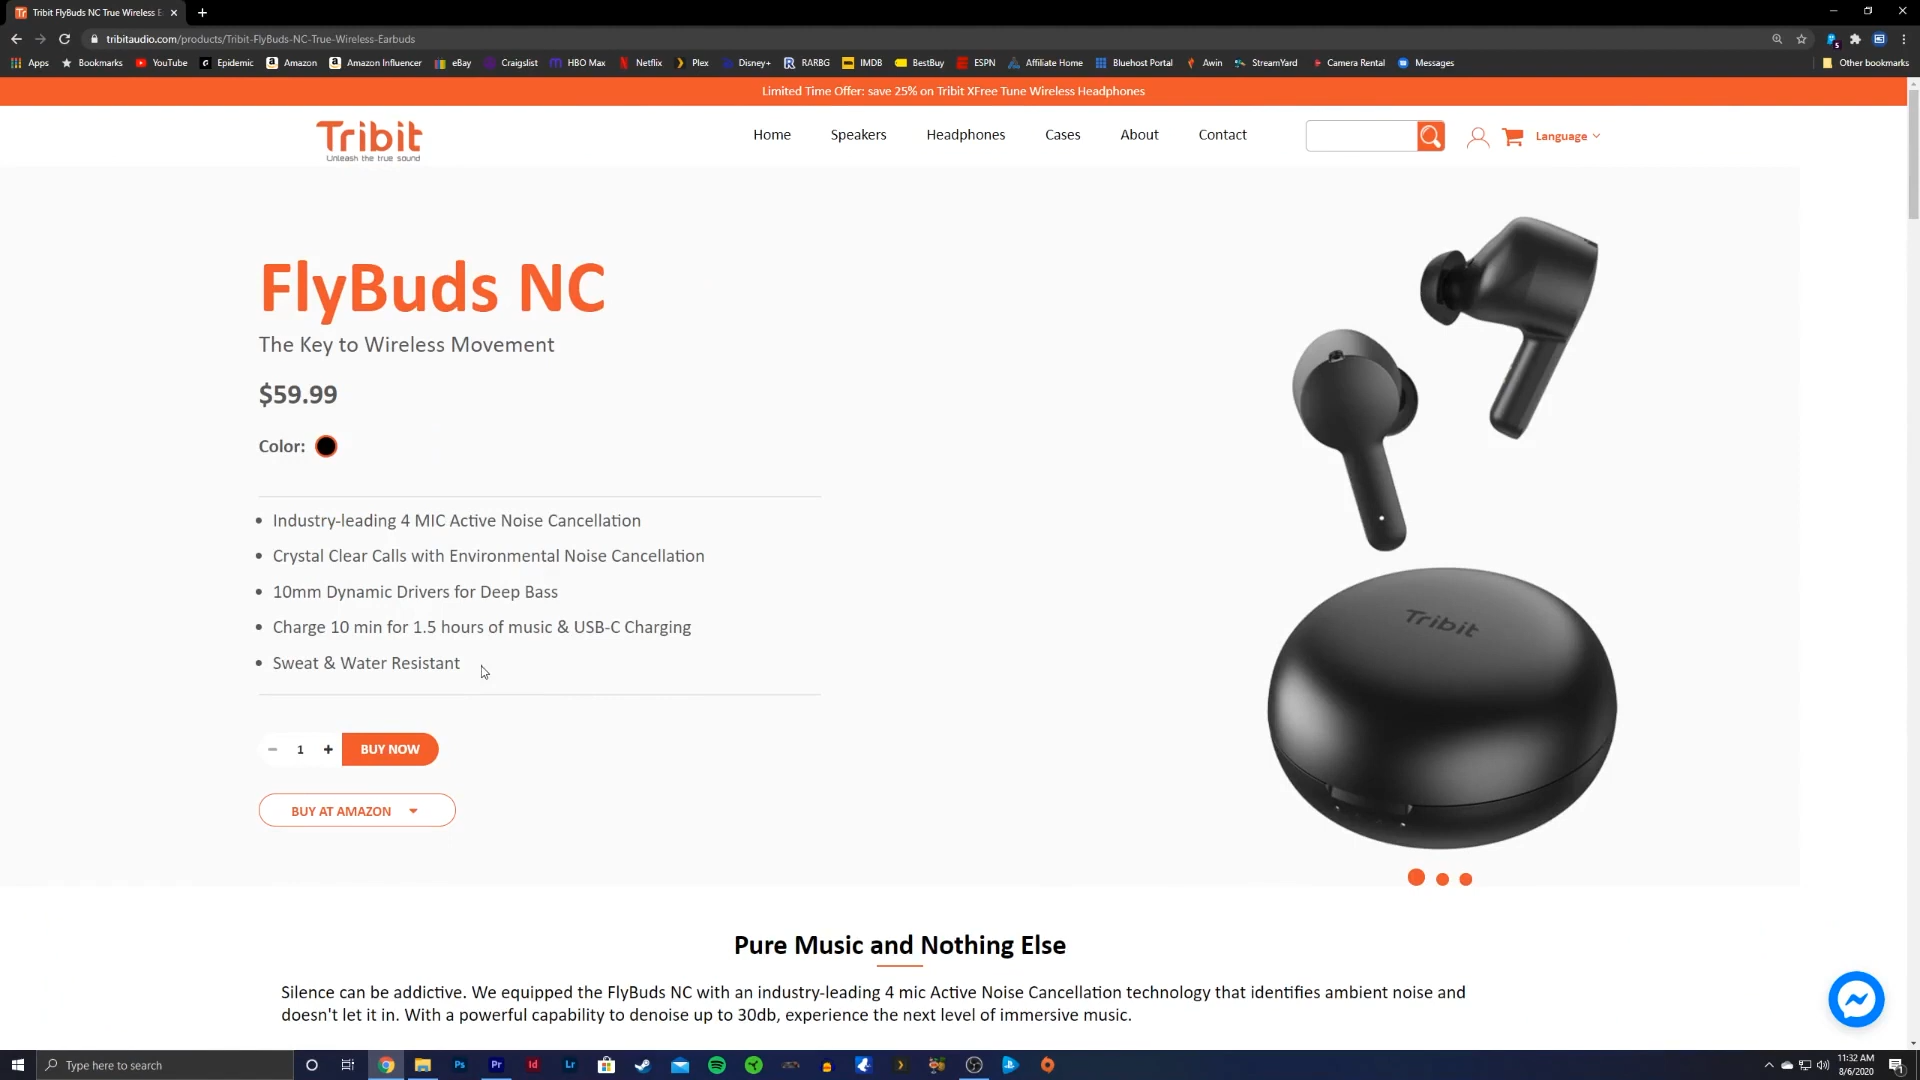 Tribit FlyBuds NC True Wireless E
tribitaudio.com/products/Tribit-FlyBuds-NC-True-Wireless-Earbuds
Apps Bookmarks YouTube Epidemic Amazon Amazon Influencer eBay Craigslist HBO Max Netflix Plex Disney+ RARBG IMDB BestBuy ESPN Affiliate Home Bluehost Portal Awin StreamYard Camera Rental Messages Other bookmarks
Limited Time Offer: save 25% on Tribit XFree Tune Wireless Headphones
Tribit
Unleash the true sound
Home Speakers Headphones Cases About Contact Language
FlyBuds NC
The Key to Wireless Movement
$59.99
Color:
• Industry-leading 4 MIC Active Noise Cancellation
• Crystal Clear Calls with Environmental Noise Cancellation
• 10mm Dynamic Drivers for Deep Bass
• Charge 10 min for 1.5 hours of music & USB-C Charging
• Sweat & Water Resistant
Tribit
− 1 + BUY NOW
BUY AT AMAZON
Pure Music and Nothing Else
Silence can be addictive. We equipped the FlyBuds NC with an industry-leading 4 mic Active Noise Cancellation technology that identifies ambient noise and
doesn't let it in. With a powerful capability to denoise up to 30db, experience the next level of immersive music.
Type here to search
Ps Pr Id Lr
11:32 AM
8/6/2020